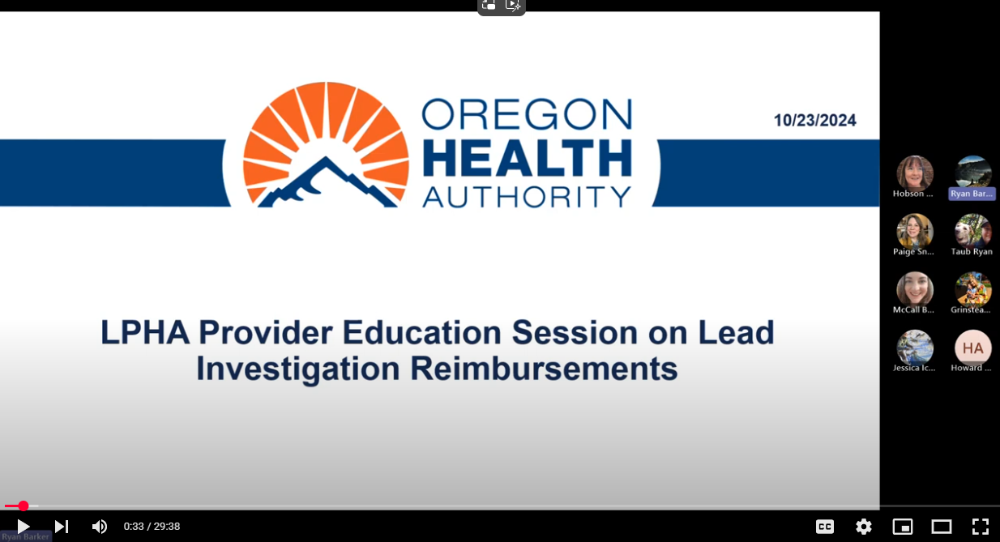 OREGON
HEALTH
AUTHORITY
10/23/2024
LPHA Provider Education Session on Lead
Investigation Reimbursements
Hobson ...
Ryan Bar...
Paige Sn...
Taub Ryan
McCall B...
Grinstea...
Jessica Ic...
HA
Howard ...
0:33 / 29:38
CC
Ryan Barker